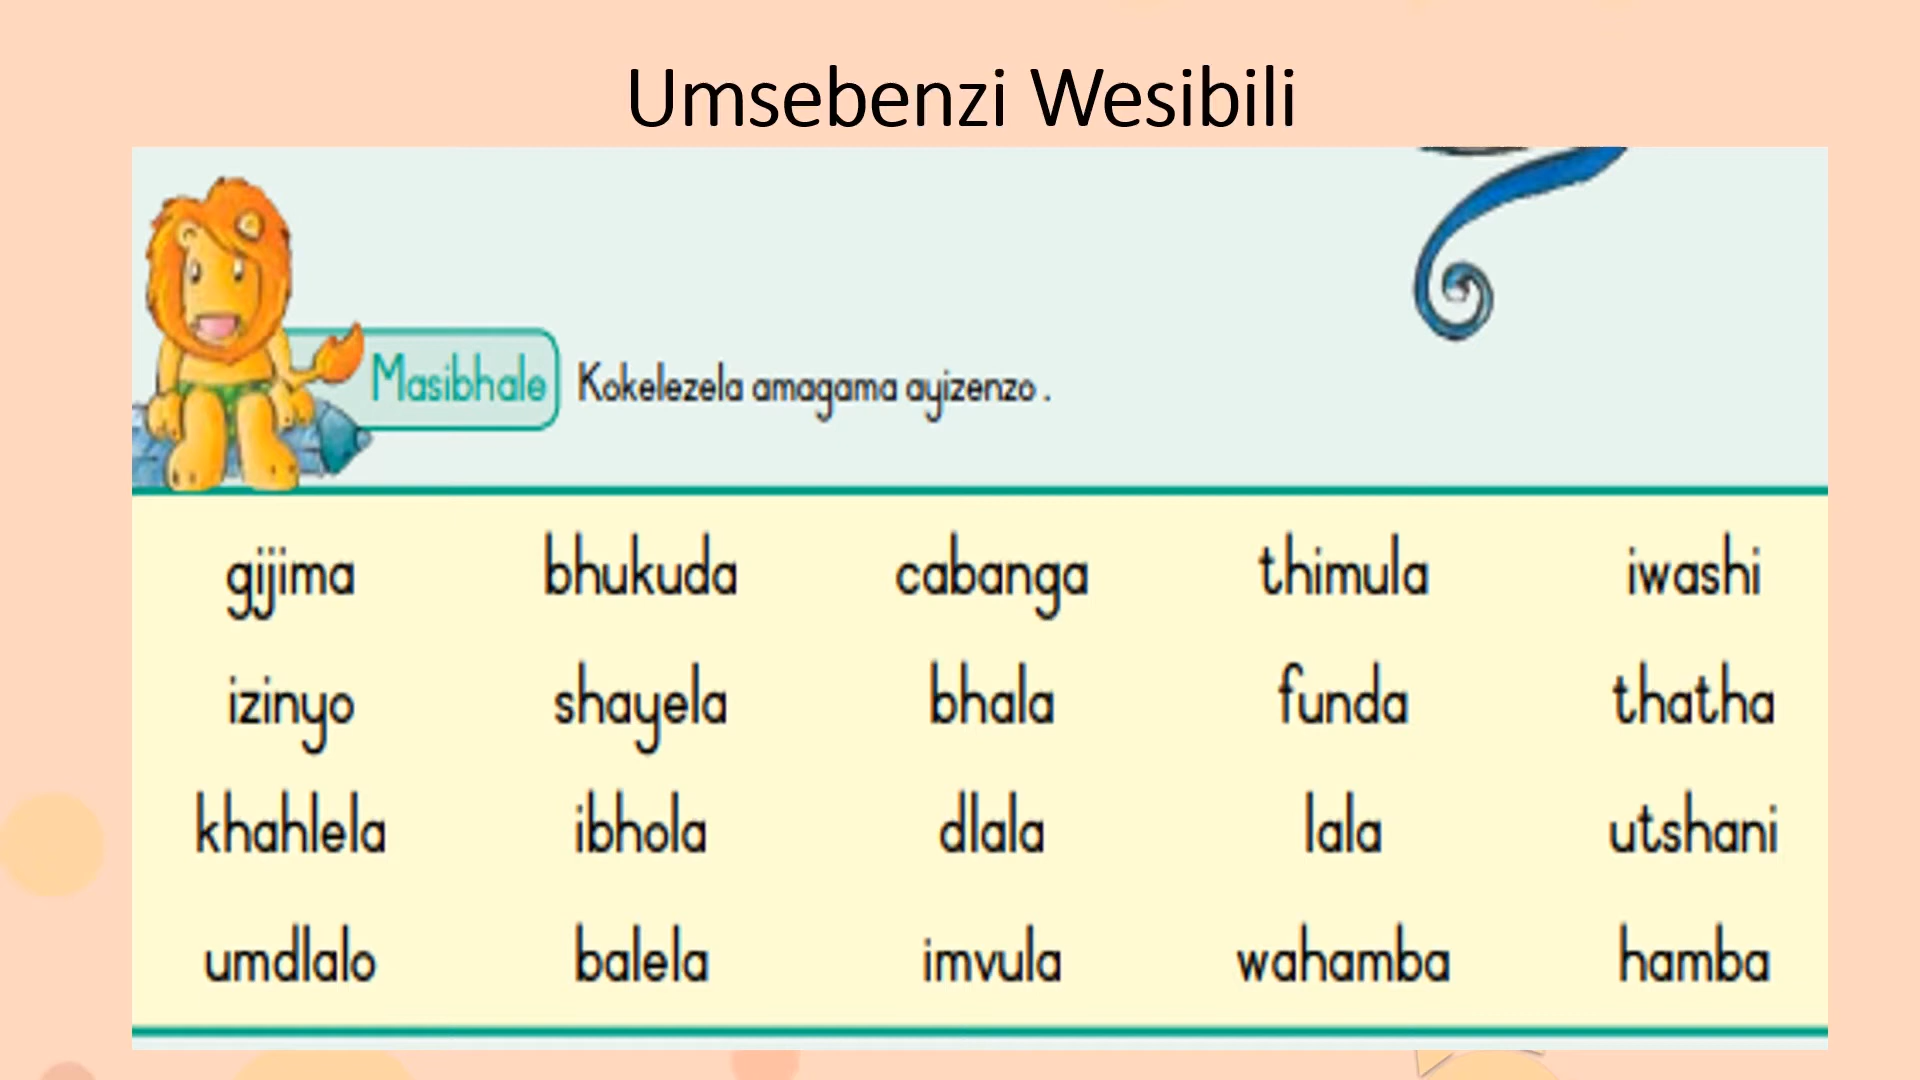 Umsebenzi Wesibili
Masibhale Kokelezela amagama ayizenzo .
gijima bhukuda cabanga thimula iwashi
izinyo shayela bhala funda thatha
khahlela ibhola dlala lala utshani
umdlalo balela imvula wahamba hamba